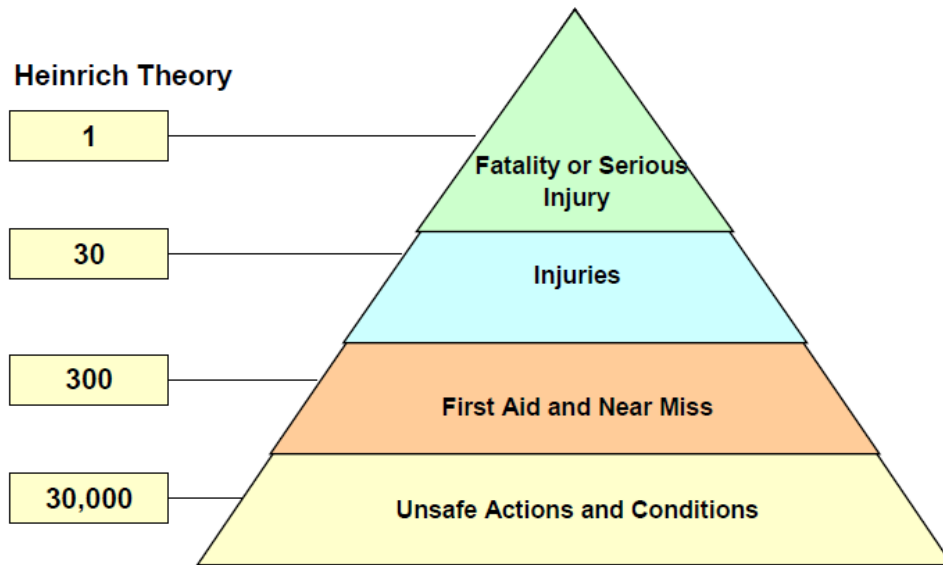 Heinrich Theory
1
Fatality or Serious
Injury
30
Injuries
300
First Aid and Near Miss
30,000
Unsafe Actions and Conditions